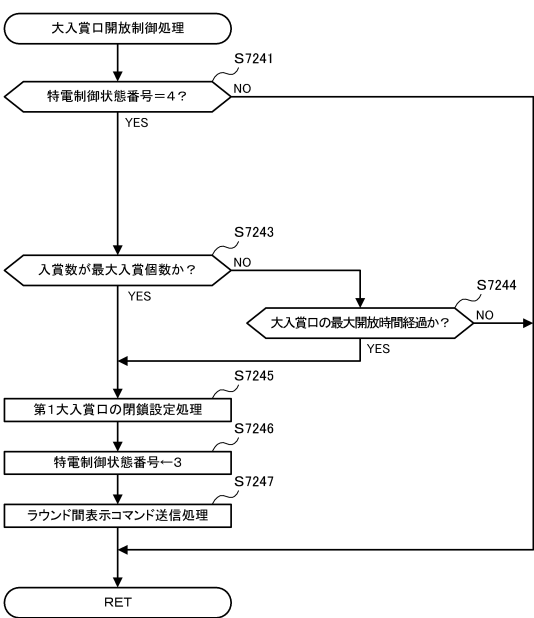 大入賞口開放制御処理
S7241
特電制御状態番号＝4？
NO
YES
S7243
入賞数が最大入賞個数か？
NO
YES
S7244
大入賞口の最大開放時間経過か？
NO
YES
S7245
第1大入賞口の閉鎖設定処理
S7246
特電制御状態番号←3
S7247
ラウンド間表示コマンド送信処理
RET